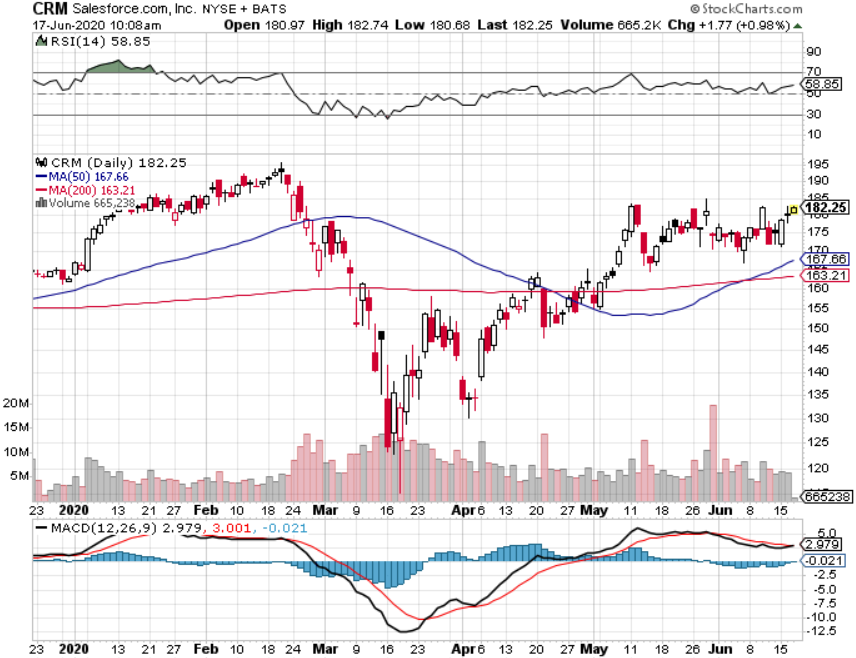 CRM Salesforce.com, Inc. NYSE + BATS © StockCharts.com
17-Jun-2020 10:08am Open 180.97 High 182.74 Low 180.68 Last 182.25 Volume 665.2K Chg +1.77 (+0.98%)
RSI(14) 58.85
90
70
58.85
50
30
10
CRM (Daily) 182.25
MA(50) 167.66
MA(200) 163.21
Volume 665,238
195
190
185
182.25
180
175
170
167.66
165
163.21
160
155
150
145
140
135
130
125
120
20M
15M
10M
5M
665238
23 2020 13 21 27 Feb 10 18 24 Mar 9 16 23 Apr 6 13 20 27 May 11 18 26 Jun 8 15
MACD(12,26,9) 2.979, 3.001, -0.021
5.0
2.979
-0.021
-2.5
-5.0
-7.5
-10.0
-12.5
23 2020 13 21 27 Feb 10 18 24 Mar 9 16 23 Apr 6 13 20 27 May 11 18 26 Jun 8 15